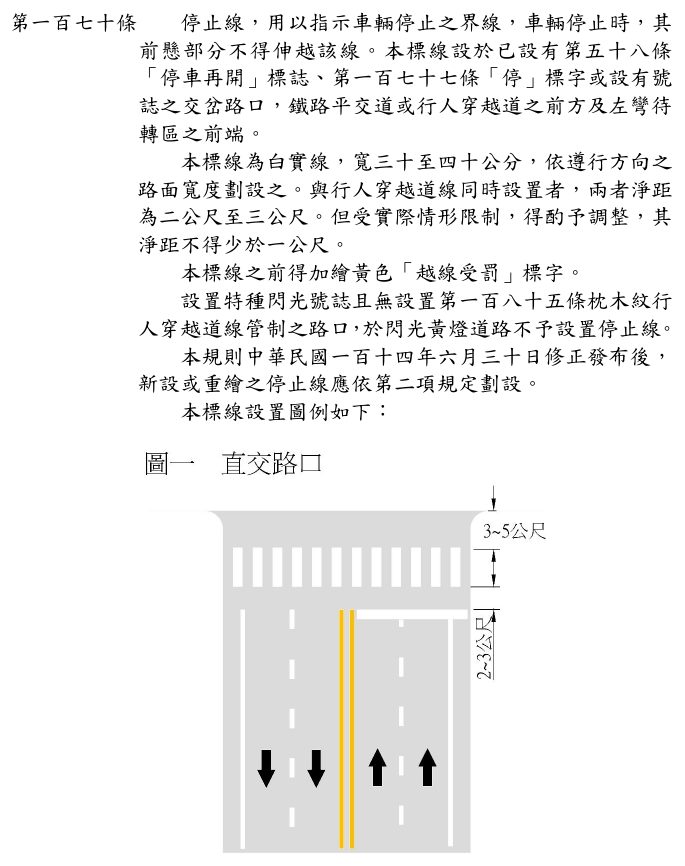 第一百七十條　　停止線，用以指示車輛停止之界線，車輛停止時，其
前懸部分不得伸越該線。本標線設於已設有第五十八條
「停車再開」標誌、第一百七十七條「停」標字或設有號
誌之交岔路口，鐵路平交道或行人穿越道之前方及左彎待
轉區之前端。
本標線為白實線，寬三十至四十公分，依遵行方向之
路面寬度劃設之。與行人穿越道線同時設置者，兩者淨距
為二公尺至三公尺。但受實際情形限制，得酌予調整，其
淨距不得少於一公尺。
本標線之前得加繪黃色「越線受罰」標字。
設置特種閃光號誌且無設置第一百八十五條枕木紋行
人穿越道線管制之路口，於閃光黃燈道路不予設置停止線。
本規則中華民國一百十四年六月三十日修正發布後，
新設或重繪之停止線應依第二項規定劃設。
本標線設置圖例如下：
圖一　直交路口
3~5公尺
2~3公尺